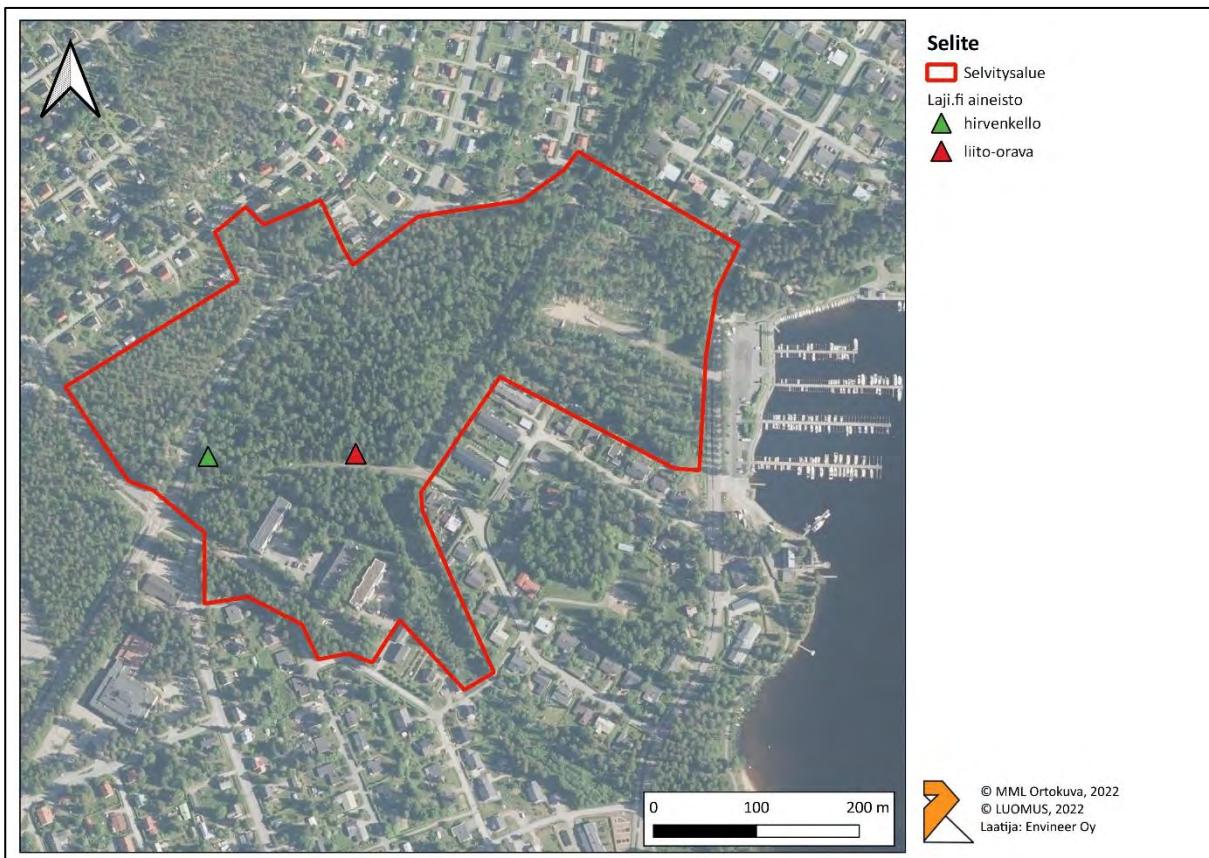 Selite
Selvitysalue
Laji.fi aineisto
hirvenkello
liito-orava
0 100 200 m
© MML Ortokuva, 2022
© LUOMUS, 2022
Laatija: Envineer Oy